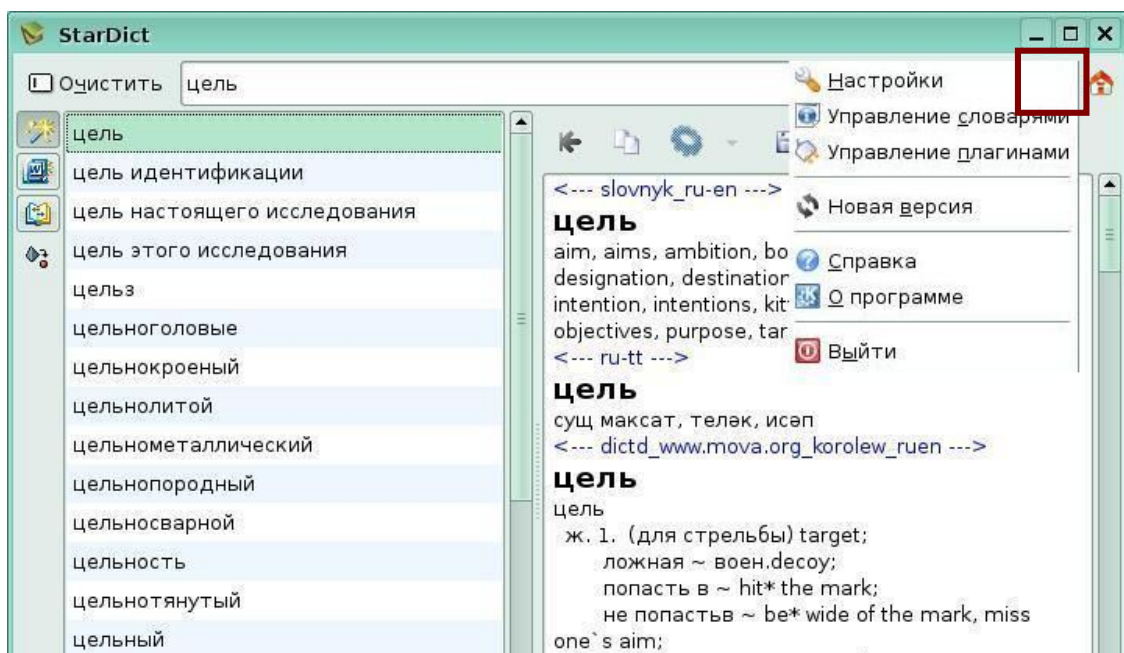 StarDict
Очистить цель
цель
цель идентификации
цель настоящего исследования
цель этого исследования
цельз
цельноголовые
цельнокроеный
цельнолитой
цельнометаллический
цельнопородный
цельносварной
цельность
цельнотянутый
цельный
Настройки
Управление словарями
Управление плагинами
Новая версия
Справка
О программе
Выйти
<--- slovnyk_ru-en --->
цель
aim, aims, ambition,
designation,
intention, intentions,
objectives, purpose,
<--- ru-tt --->
цель
сущ максат, теләк, исәп
<--- dictd_www.mova.org_korolew_ruen --->
цель
цель
ж. 1. (для стрельбы) target;
ложная ~ воен.decoy;
попасть в ~ hit* the mark;
не попастьв ~ be* wide of the mark, miss
one`s aim;